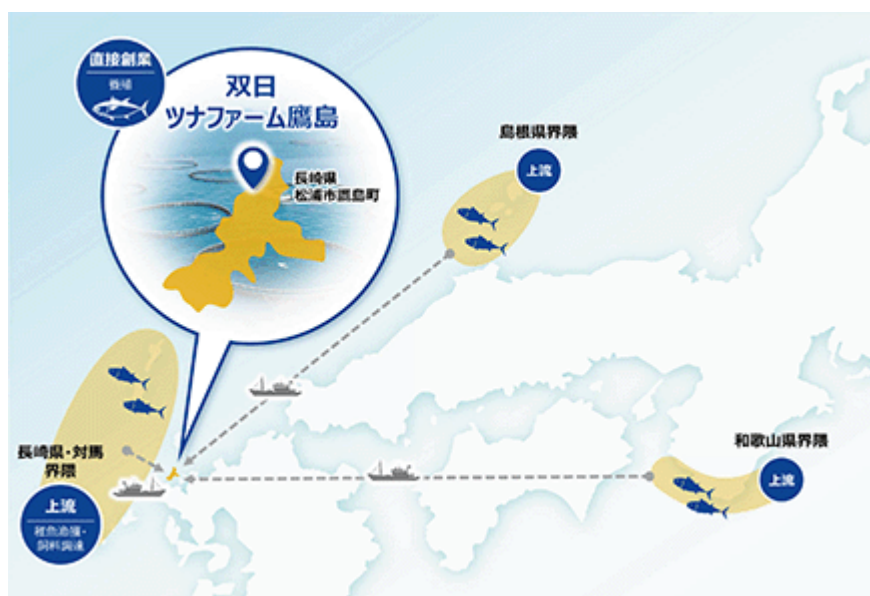 直接創業
養殖
双日
ツナファーム鷹島
長崎県
松浦市鷹島町
島根県界隈
上流
長崎県・対馬
界隈
上流
稚魚漁獲・
飼料調達
和歌山県界隈
上流